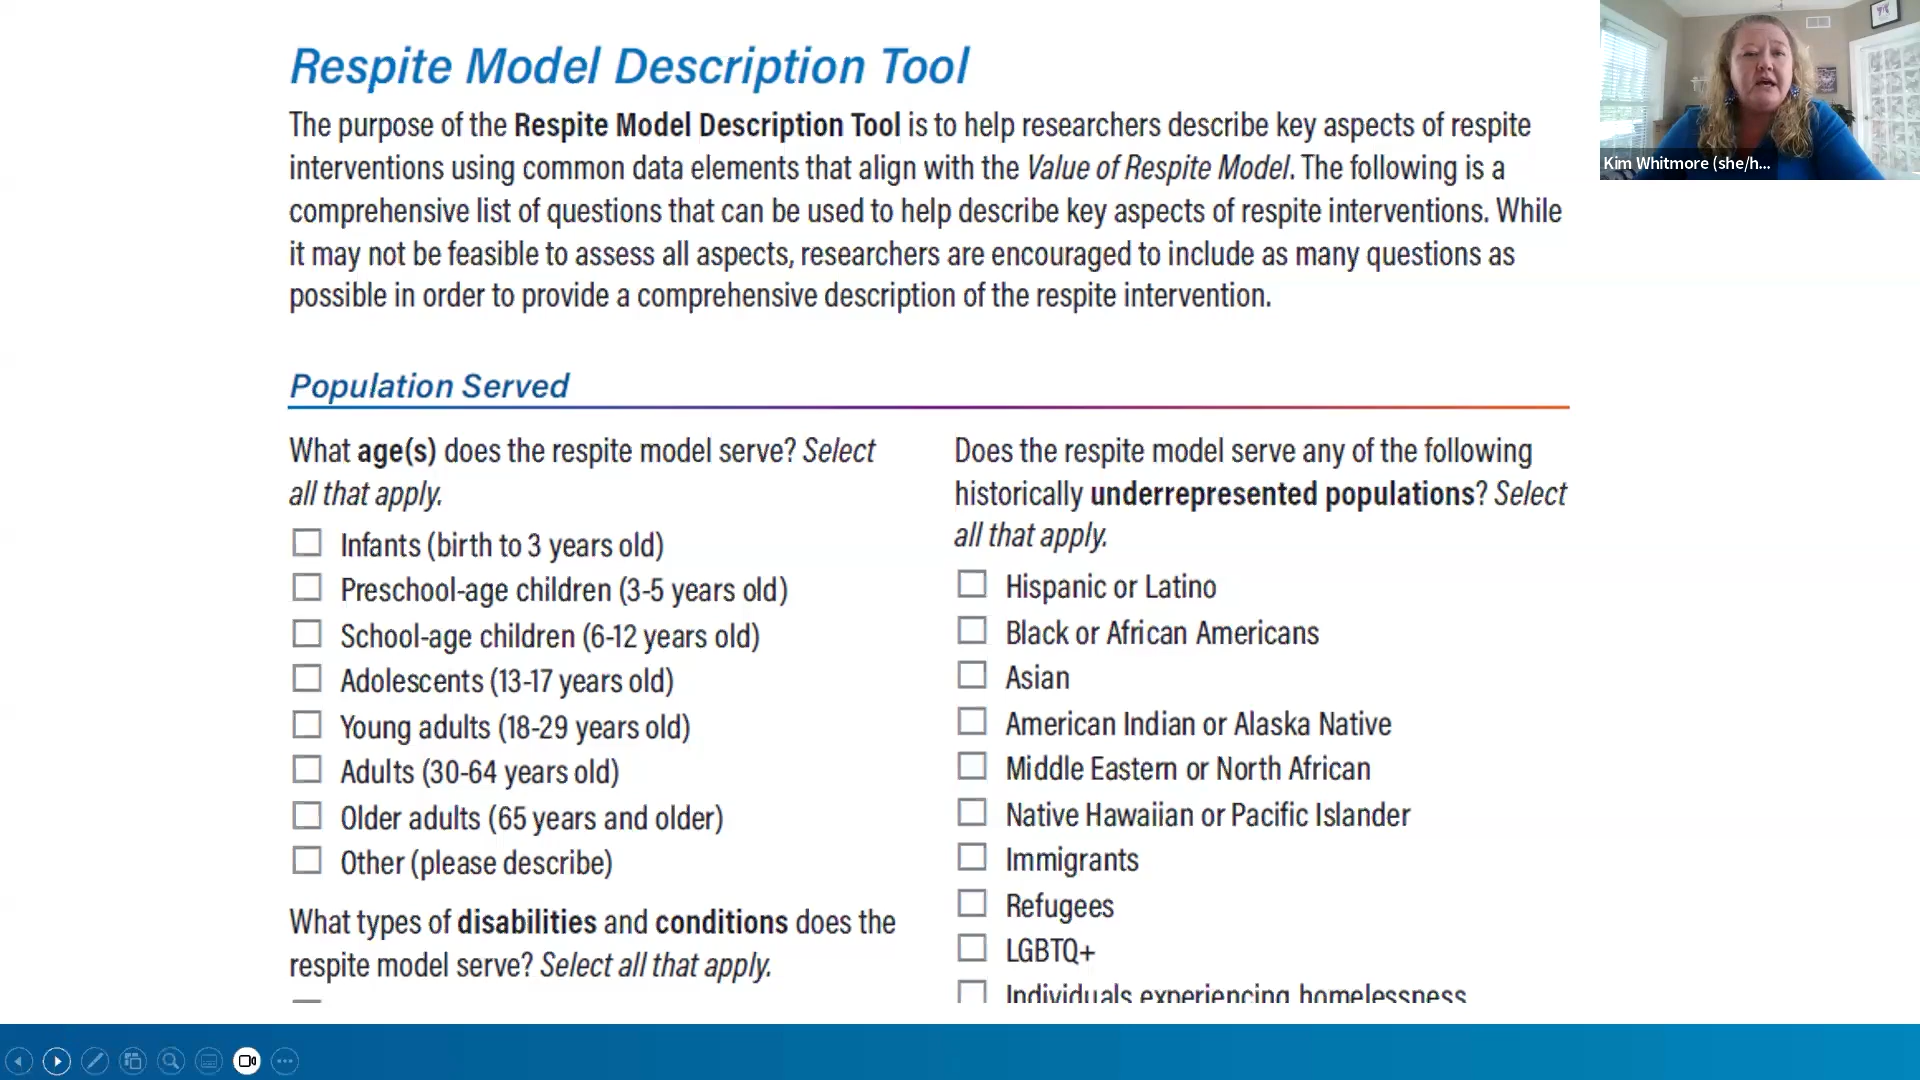 Respite Model Description Tool
The purpose of the Respite Model Description Tool is to help researchers describe key aspects of respite
interventions using common data elements that align with the Value of Respite Model. The following is a
comprehensive list of questions that can be used to help describe key aspects of respite interventions. While
it may not be feasible to assess all aspects, researchers are encouraged to include as many questions as
possible in order to provide a comprehensive description of the respite intervention.
Kim Whitmore (she/h...
Population Served
What age(s) does the respite model serve? Select
all that apply.
Infants (birth to 3 years old)
Preschool-age children (3-5 years old)
School-age children (6-12 years old)
Adolescents (13-17 years old)
Young adults (18-29 years old)
Adults (30-64 years old)
Older adults (65 years and older)
Other (please describe)
What types of disabilities and conditions does the
respite model serve? Select all that apply.
Does the respite model serve any of the following
historically underrepresented populations? Select
all that apply.
Hispanic or Latino
Black or African Americans
Asian
American Indian or Alaska Native
Middle Eastern or North African
Native Hawaiian or Pacific Islander
Immigrants
Refugees
LGBTQ+
Individuals experiencing homelessness